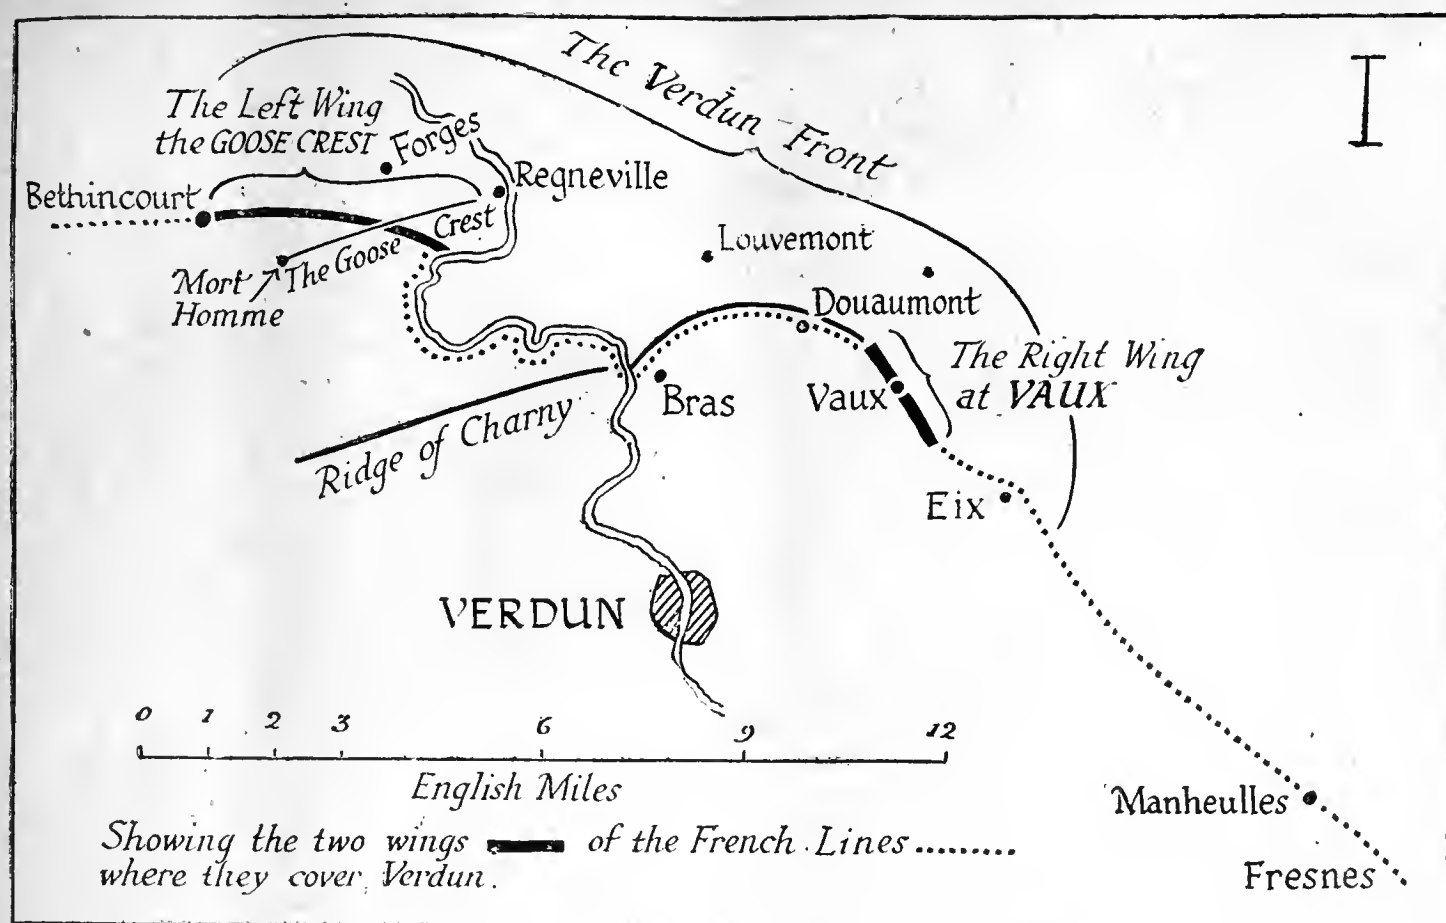 The Verdun Front
I
The Left Wing
the GOOSE CREST
Forges
Regneville
Bethincourt
The Goose Crest
Mort
Homme
Louvemont
Douaumont
The Right Wing
at VAUX
Vaux
Bras
Ridge of Charny
Eix
VERDUN
0 1 2 3 6 9 12
English Miles
Manheulles
Fresnes
Showing the two wings of the French Lines
where they cover Verdun.